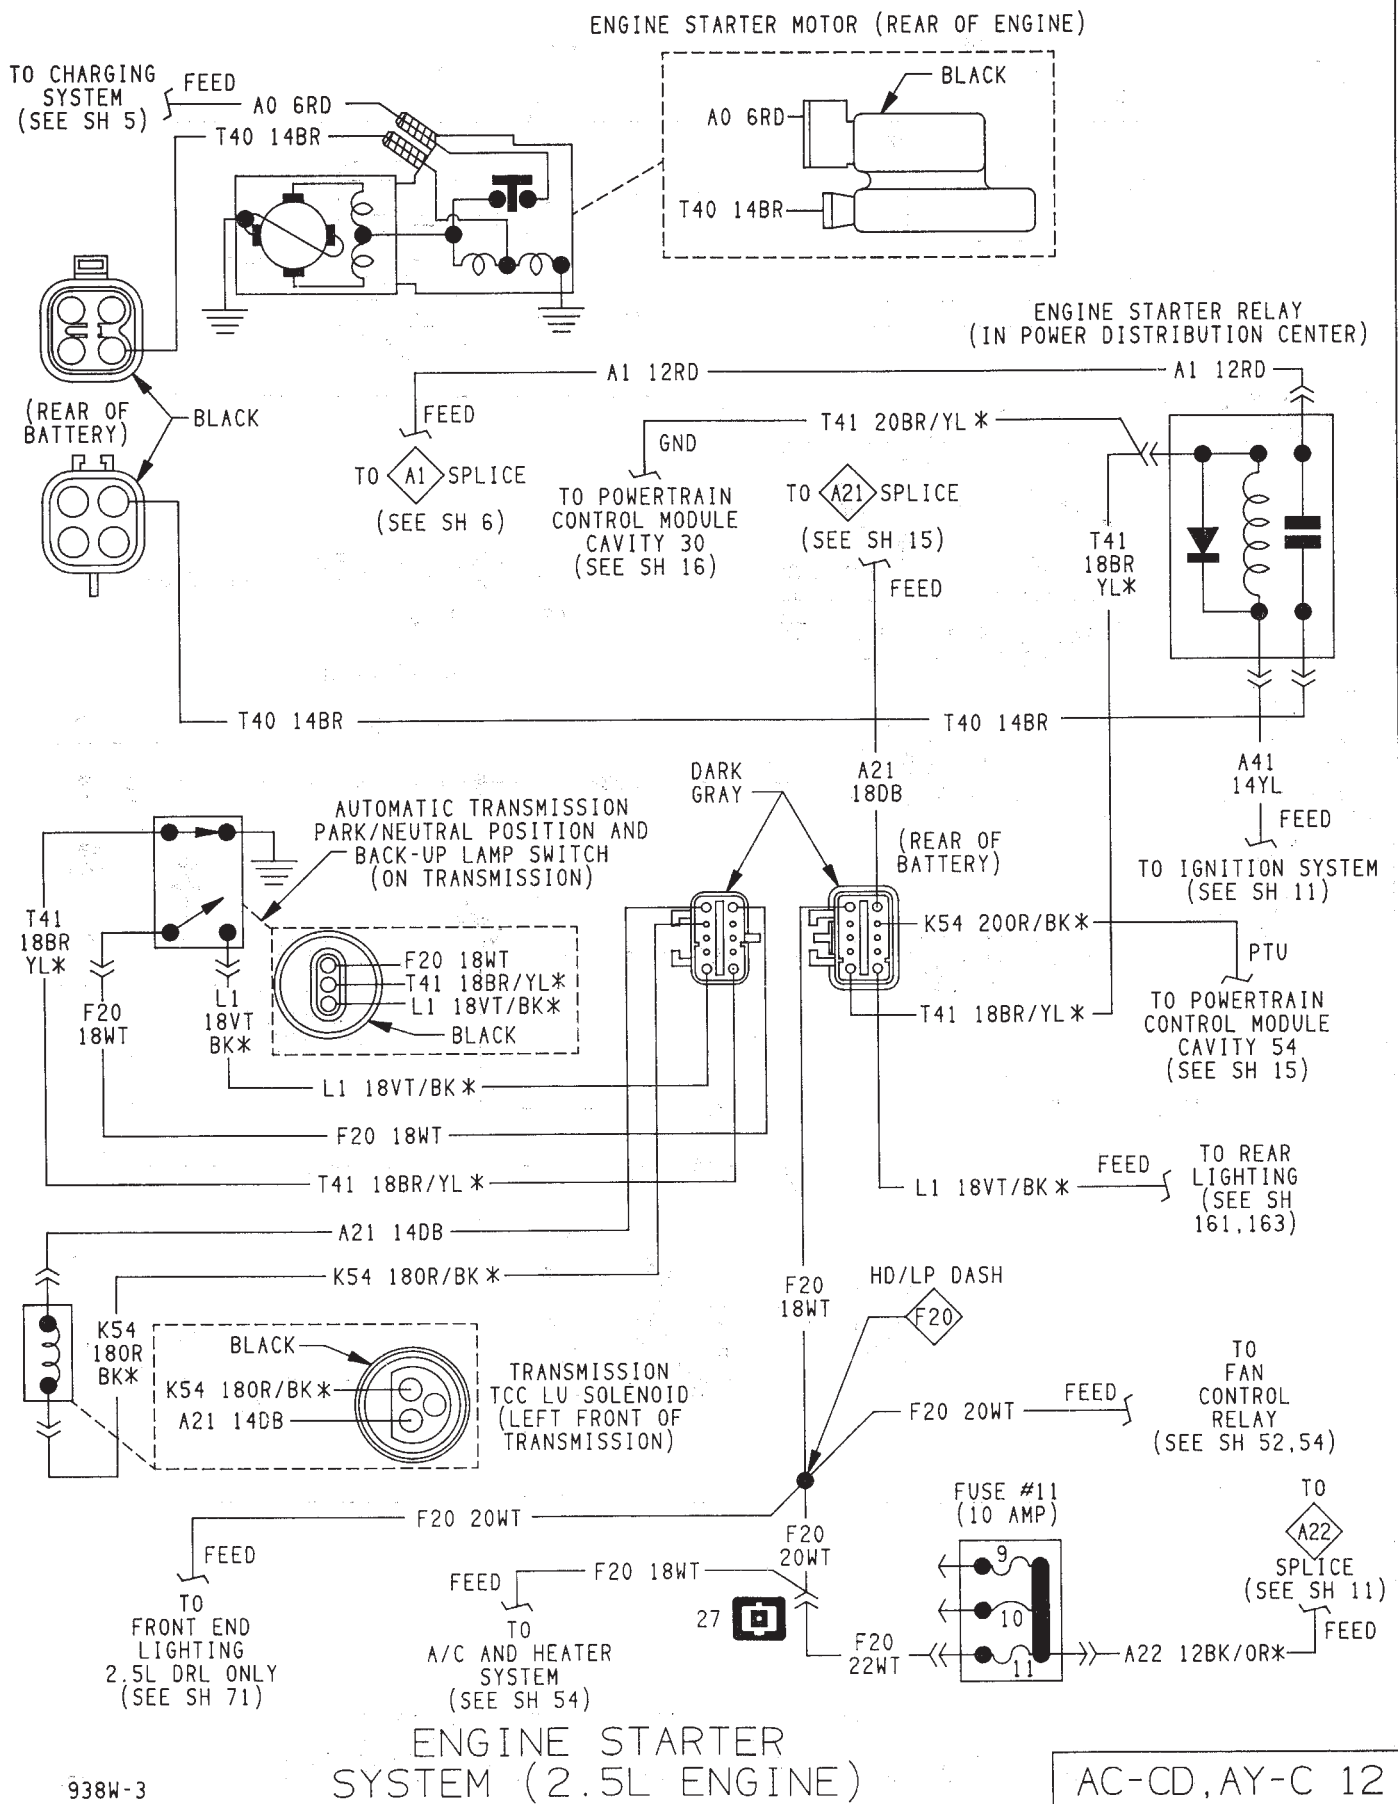 ENGINE STARTER MOTOR (REAR OF ENGINE)
TO CHARGING
SYSTEM
(SEE SH 5)
FEED
A0 6RD
T40 14BR
BLACK
A0 6RD
T40 14BR
(REAR OF
BATTERY)
BLACK
ENGINE STARTER RELAY
(IN POWER DISTRIBUTION CENTER)
A1 12RD
A1 12RD
FEED
TO A1 SPLICE
(SEE SH 6)
T41 20BR/YL*
GND
TO POWERTRAIN
CONTROL MODULE
CAVITY 30
(SEE SH 16)
TO A21 SPLICE
(SEE SH 15)
FEED
T41
18BR
YL*
T40 14BR
T40 14BR
A41
14YL
FEED
TO IGNITION SYSTEM
(SEE SH 11)
DARK
GRAY
A21
18DB
(REAR OF
BATTERY)
AUTOMATIC TRANSMISSION
PARK/NEUTRAL POSITION AND
BACK-UP LAMP SWITCH
(ON TRANSMISSION)
T41
18BR
YL*
F20
18WT
L1
18VT
BK*
F20 18WT
T41 18BR/YL*
L1 18VT/BK*
BLACK
K54 20OR/BK*
PTU
TO POWERTRAIN
CONTROL MODULE
CAVITY 54
(SEE SH 15)
T41 18BR/YL*
L1 18VT/BK*
F20 18WT
T41 18BR/YL*
A21 14DB
K54 18OR/BK*
L1 18VT/BK*
FEED
TO REAR
LIGHTING
(SEE SH
161,163)
F20
18WT
HD/LP DASH
F20
K54
18OR
BK*
BLACK
K54 18OR/BK*
A21 14DB
TRANSMISSION
TCC LU SOLENOID
(LEFT FRONT OF
TRANSMISSION)
F20 20WT
FEED
TO
FAN
CONTROL
RELAY
(SEE SH 52,54)
F20 20WT
FEED
TO
FRONT END
LIGHTING
2.5L DRL ONLY
(SEE SH 71)
F20
20WT
F20 18WT
FEED
TO
A/C AND HEATER
SYSTEM
(SEE SH 54)
27
F20
22WT
FUSE #11
(10 AMP)
9
10
11
A22 12BK/OR*
TO
A22
SPLICE
(SEE SH 11)
FEED
ENGINE STARTER
SYSTEM (2.5L ENGINE)
938W-3
AC-CD,AY-C 12